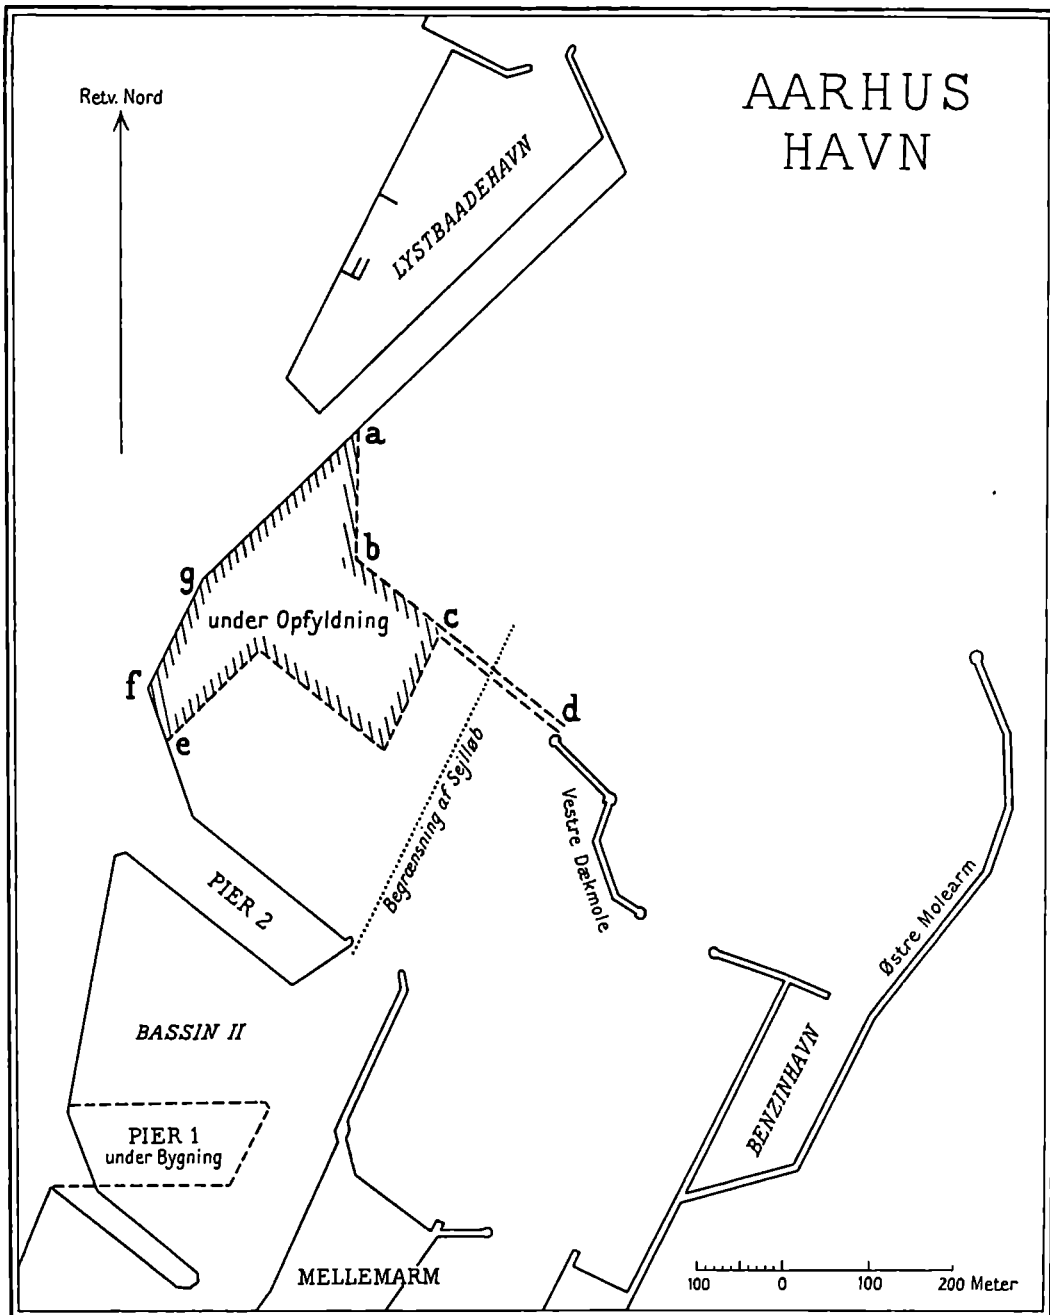 AARHUS
HAVN
Retv. Nord
LYSTBAADEHAVN
a
b
g
c
under Opfyldning
f
d
e
Begrænsning af Sejlløb
Vestre Dækmole
PIER 2
Østre Molearm
BASSIN II
BENZINHAVN
PIER 1
under Bygning
MELLEMARM
100 0 100 200 Meter